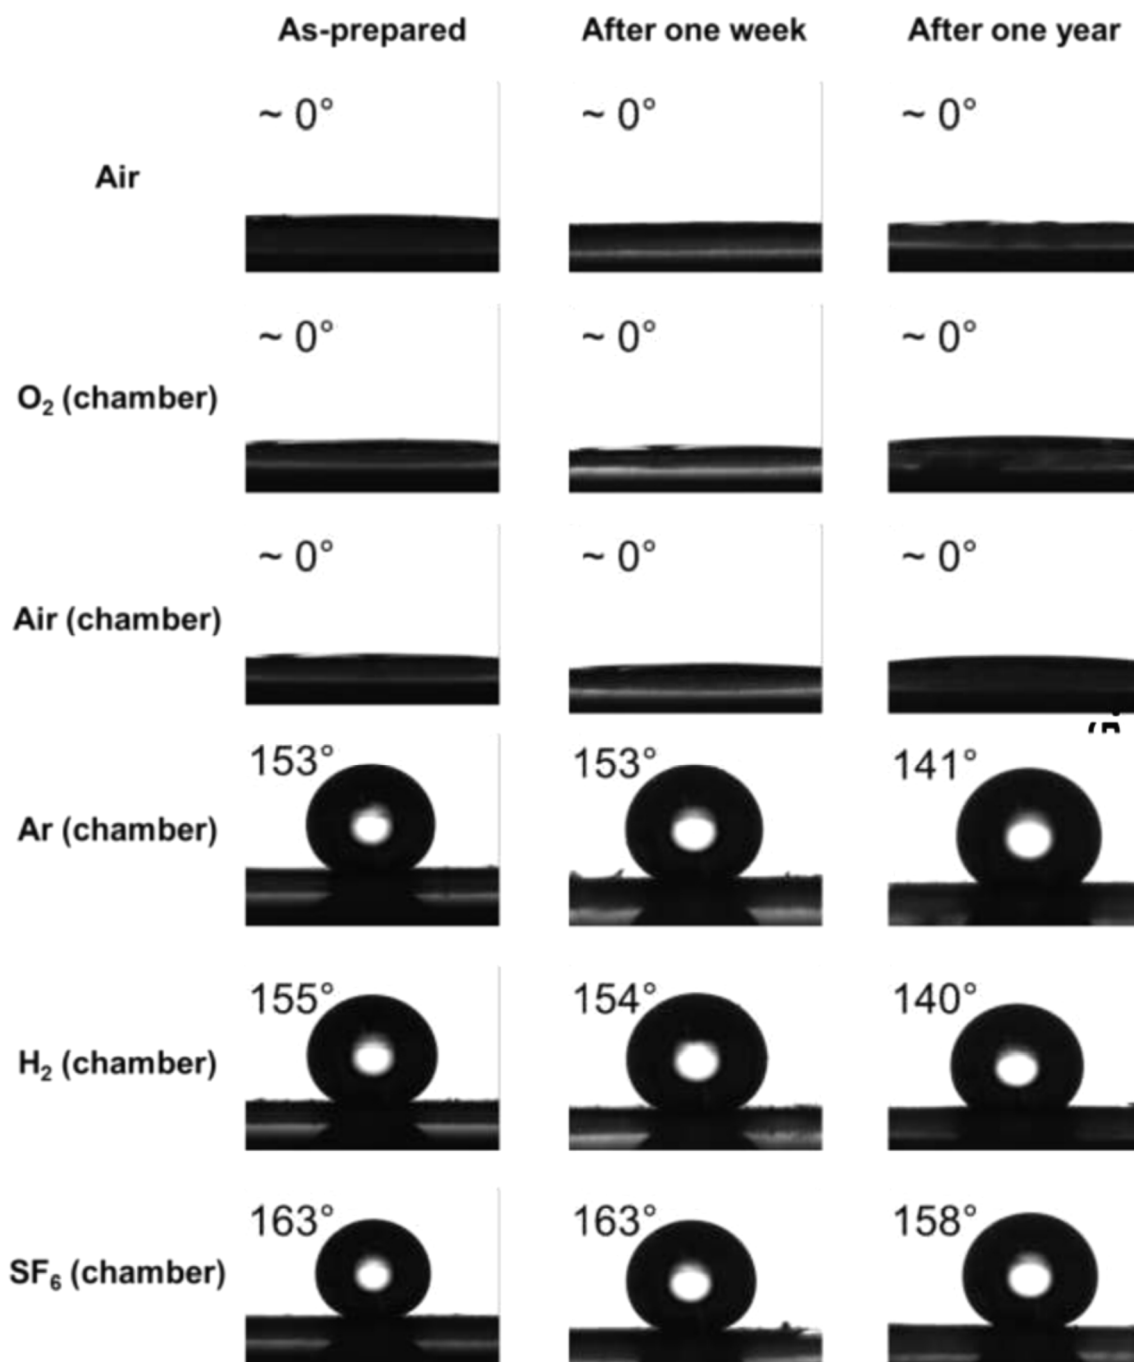 As-prepared After one week After one year
~ 0° ~ 0° ~ 0°
Air
~ 0° ~ 0° ~ 0°
O₂ (chamber)
~ 0° ~ 0° ~ 0°
Air (chamber)
153° 153° 141°
Ar (chamber)
155° 154° 140°
H₂ (chamber)
163° 163° 158°
SF₆ (chamber)